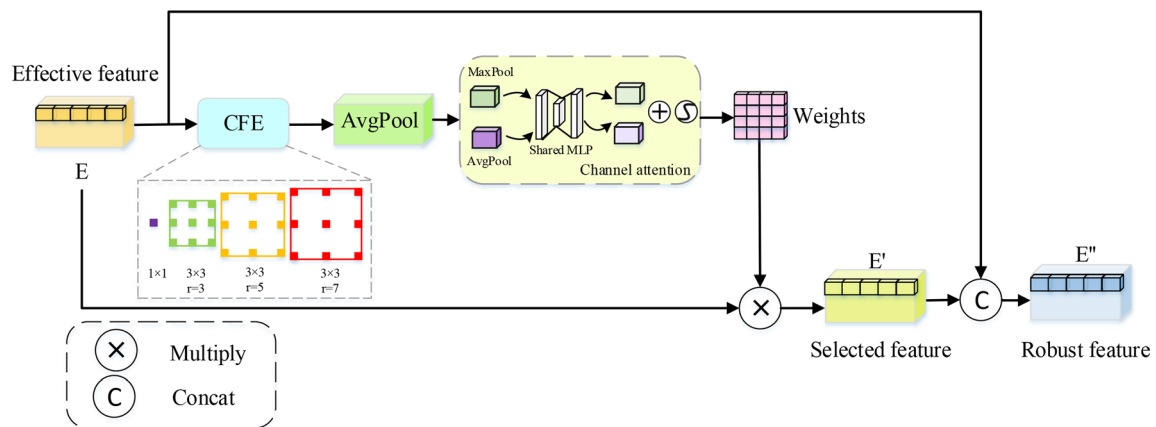 Effective feature
E
CFE
AvgPool
MaxPool
AvgPool
Shared MLP
Channel attention
Weights
1×1
3×3
r=3
3×3
r=5
3×3
r=7
E'
Selected feature
C
E''
Robust feature
Multiply
C
Concat